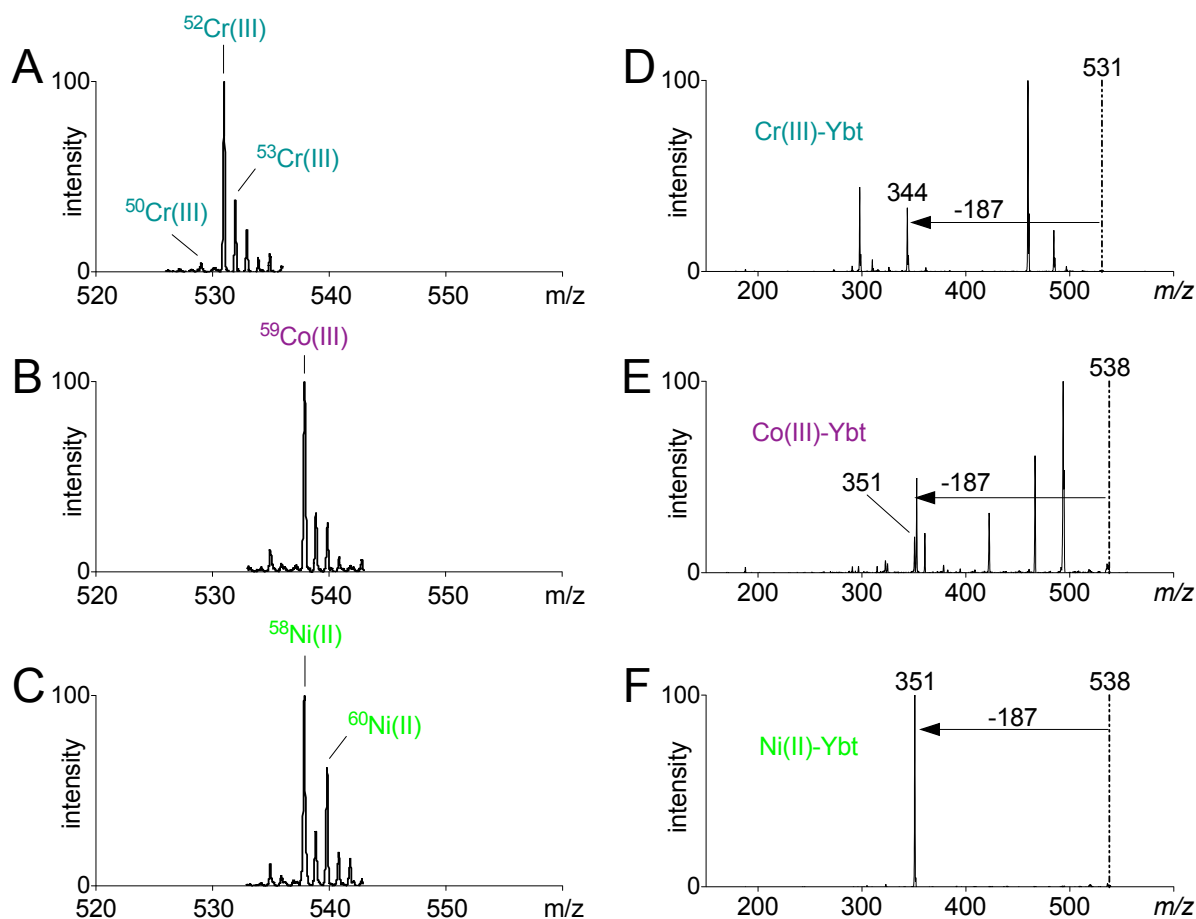 A
⁵²Cr(III)
⁵³Cr(III)
⁵⁰Cr(III)
100
intensity
0
520 530 540 550 m/z
B
⁵⁹Co(III)
100
intensity
0
520 530 540 550 m/z
C
⁵⁸Ni(II)
⁶⁰Ni(II)
100
intensity
0
520 530 540 550 m/z
D
531
100
Cr(III)-Ybt
344
-187
intensity
0
200 300 400 500 m/z
E
538
100
Co(III)-Ybt
351
-187
intensity
0
200 300 400 500 m/z
F
351 538
100
-187
Ni(II)-Ybt
intensity
0
200 300 400 500 m/z